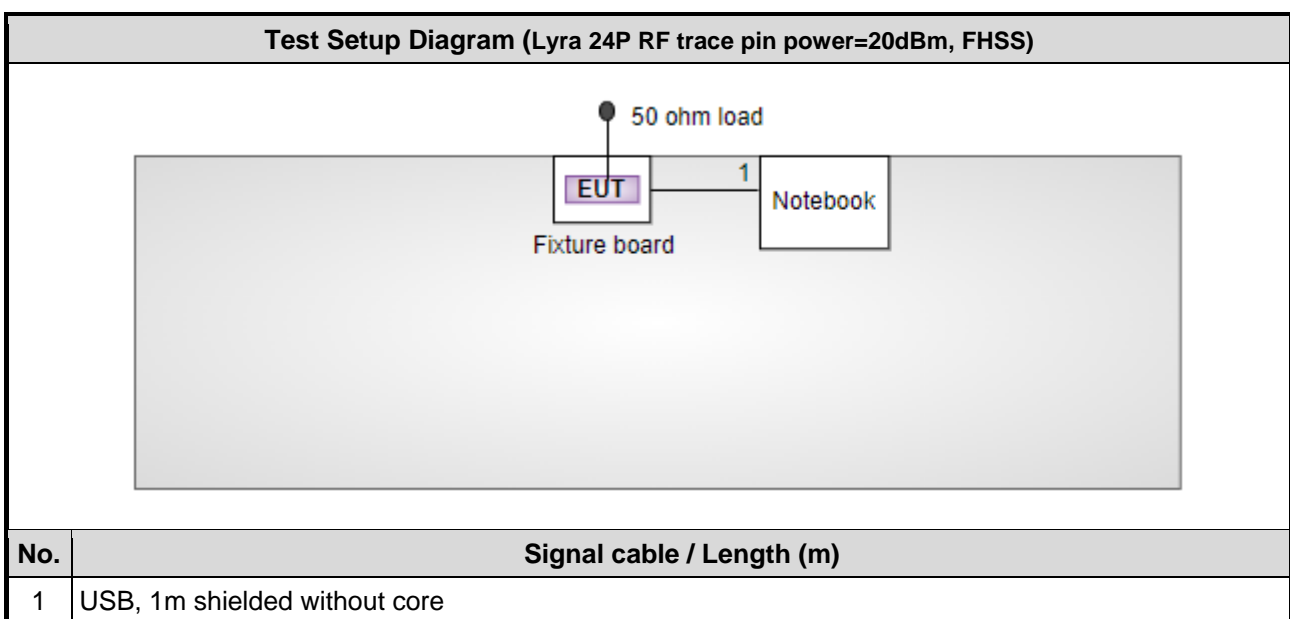 Test Setup Diagram (Lyra 24P RF trace pin power=20dBm, FHSS)
50 ohm load
EUT
1
Notebook
Fixture board
No. Signal cable / Length (m)
1 USB, 1m shielded without core